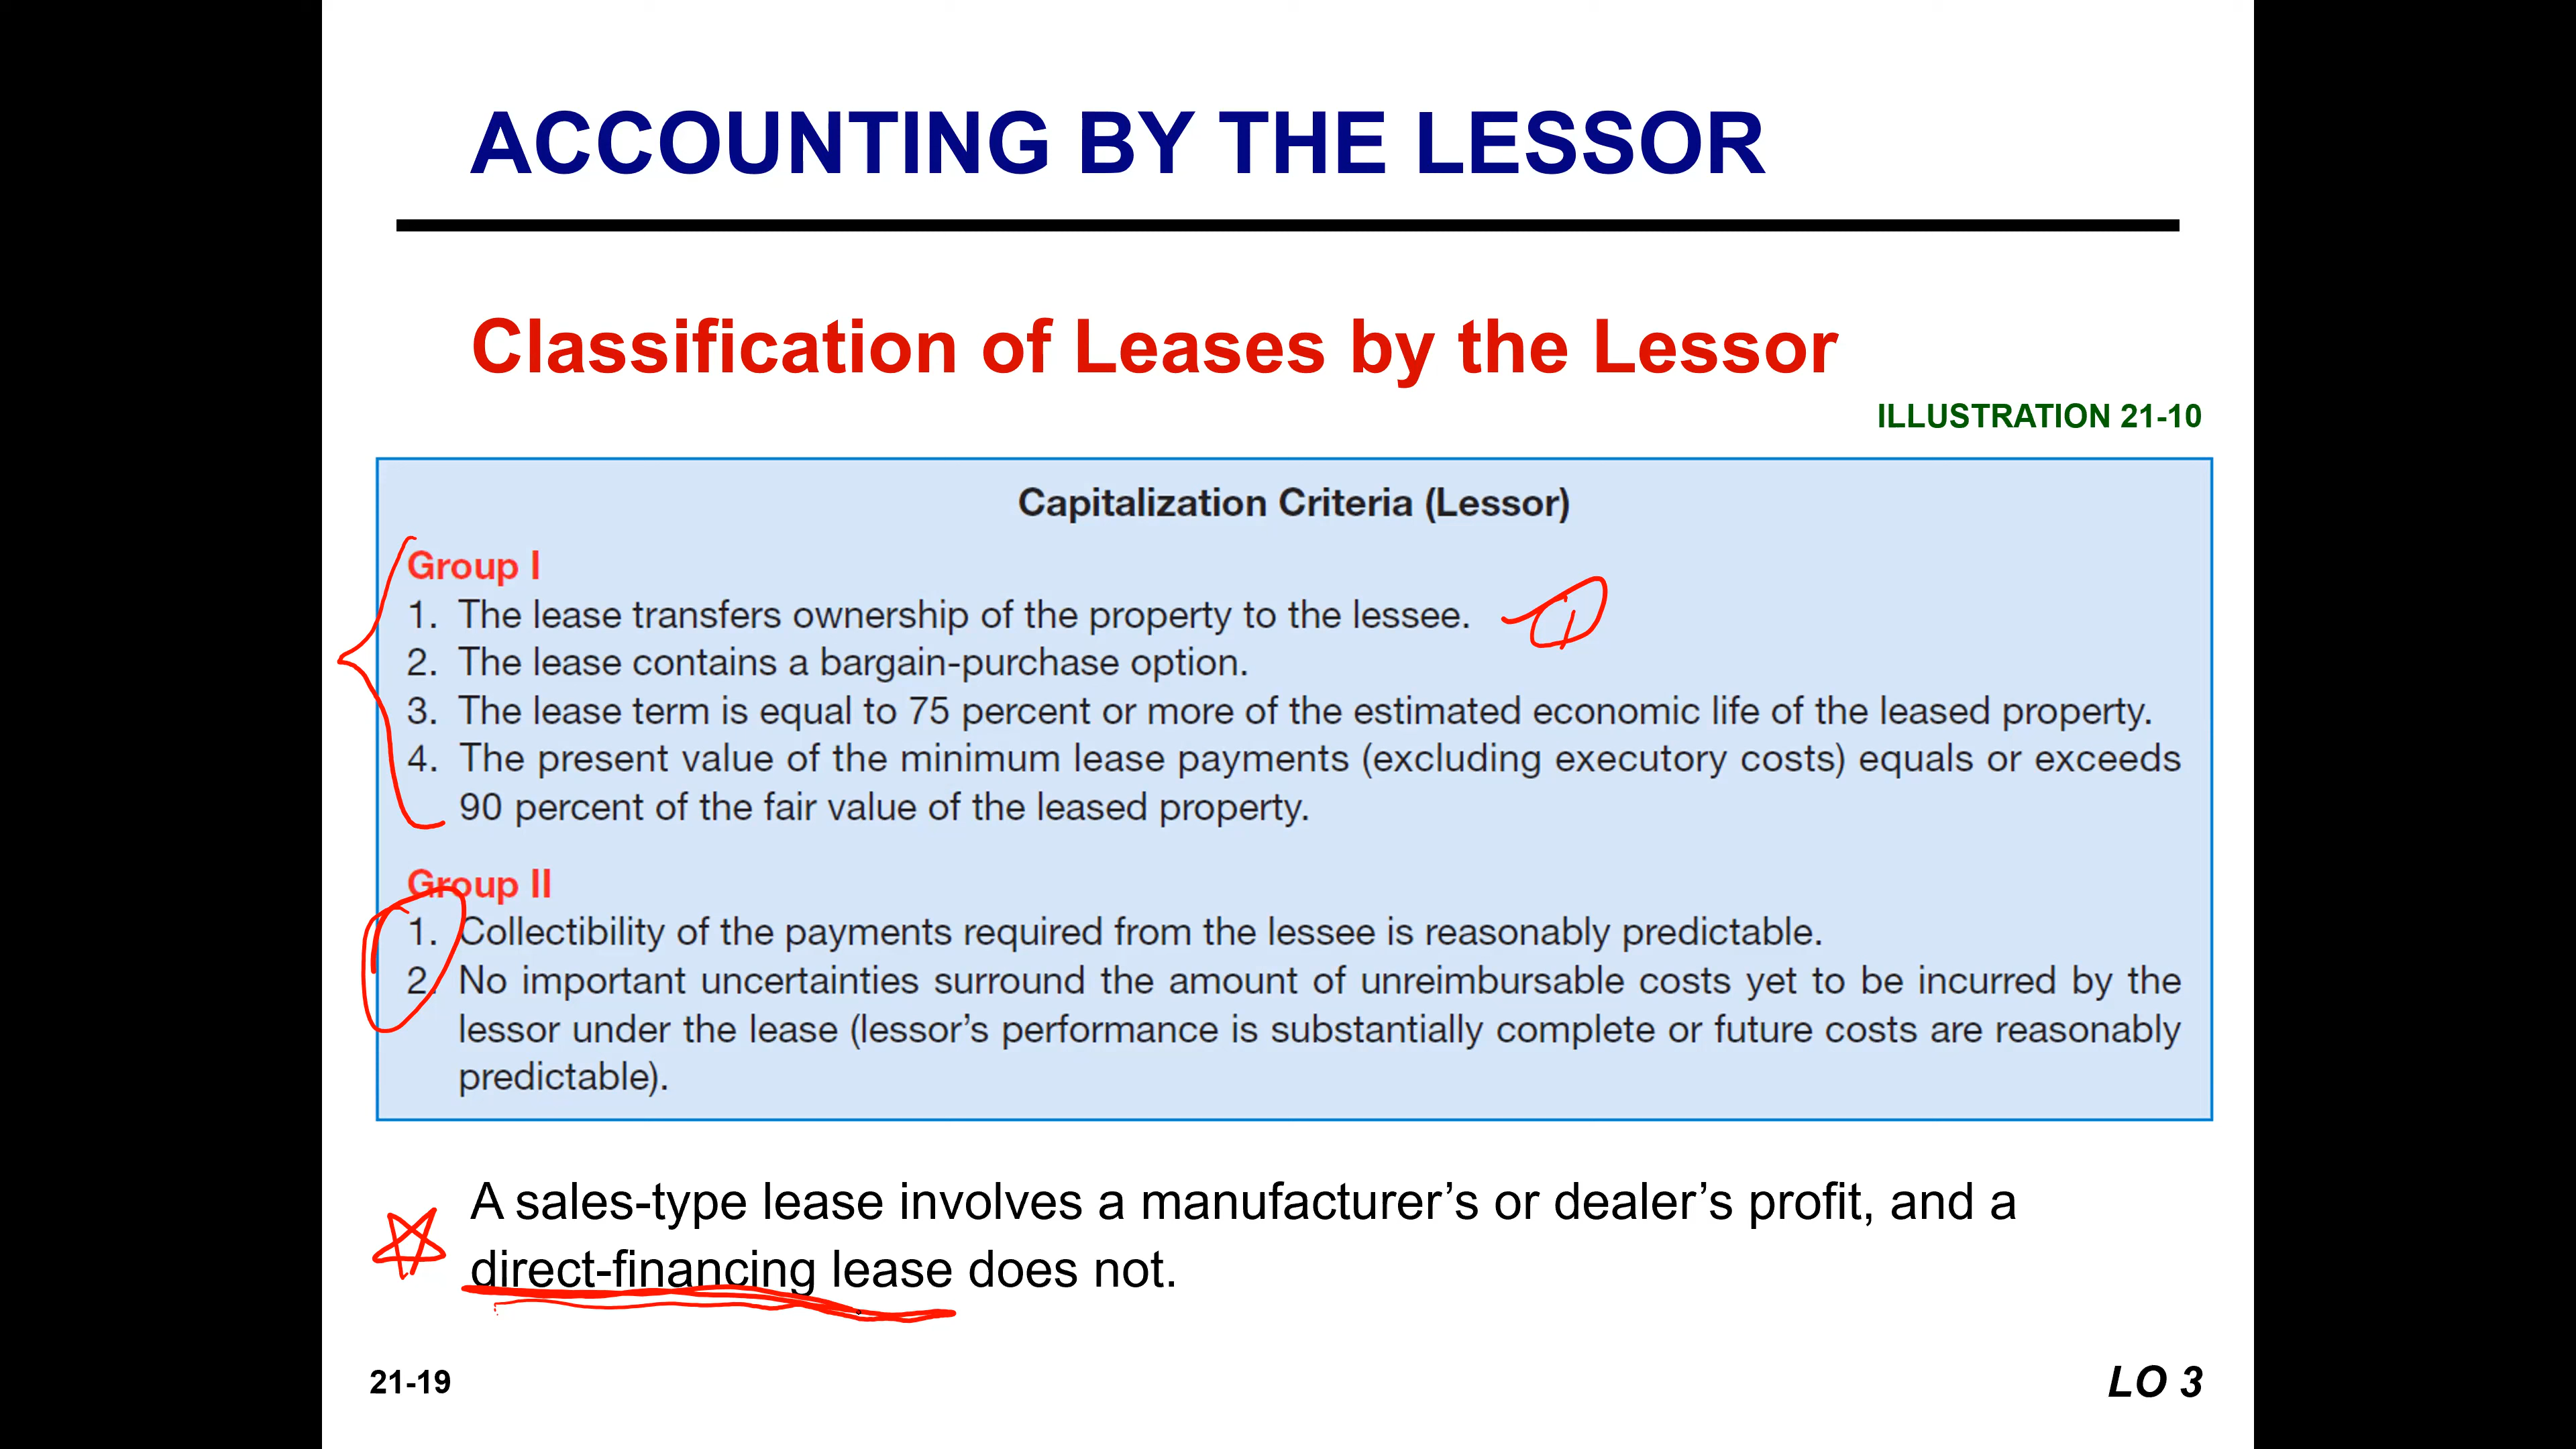 ACCOUNTING BY THE LESSOR
Classification of Leases by the Lessor
ILLUSTRATION 21-10
Capitalization Criteria (Lessor)
Group I
1. The lease transfers ownership of the property to the lessee.
2. The lease contains a bargain-purchase option.
3. The lease term is equal to 75 percent or more of the estimated economic life of the leased property.
4. The present value of the minimum lease payments (excluding executory costs) equals or exceeds
90 percent of the fair value of the leased property.
Group II
1. Collectibility of the payments required from the lessee is reasonably predictable.
2. No important uncertainties surround the amount of unreimbursable costs yet to be incurred by the
lessor under the lease (lessor’s performance is substantially complete or future costs are reasonably
predictable).
A sales-type lease involves a manufacturer’s or dealer’s profit, and a
direct-financing lease does not.
21-19
LO 3